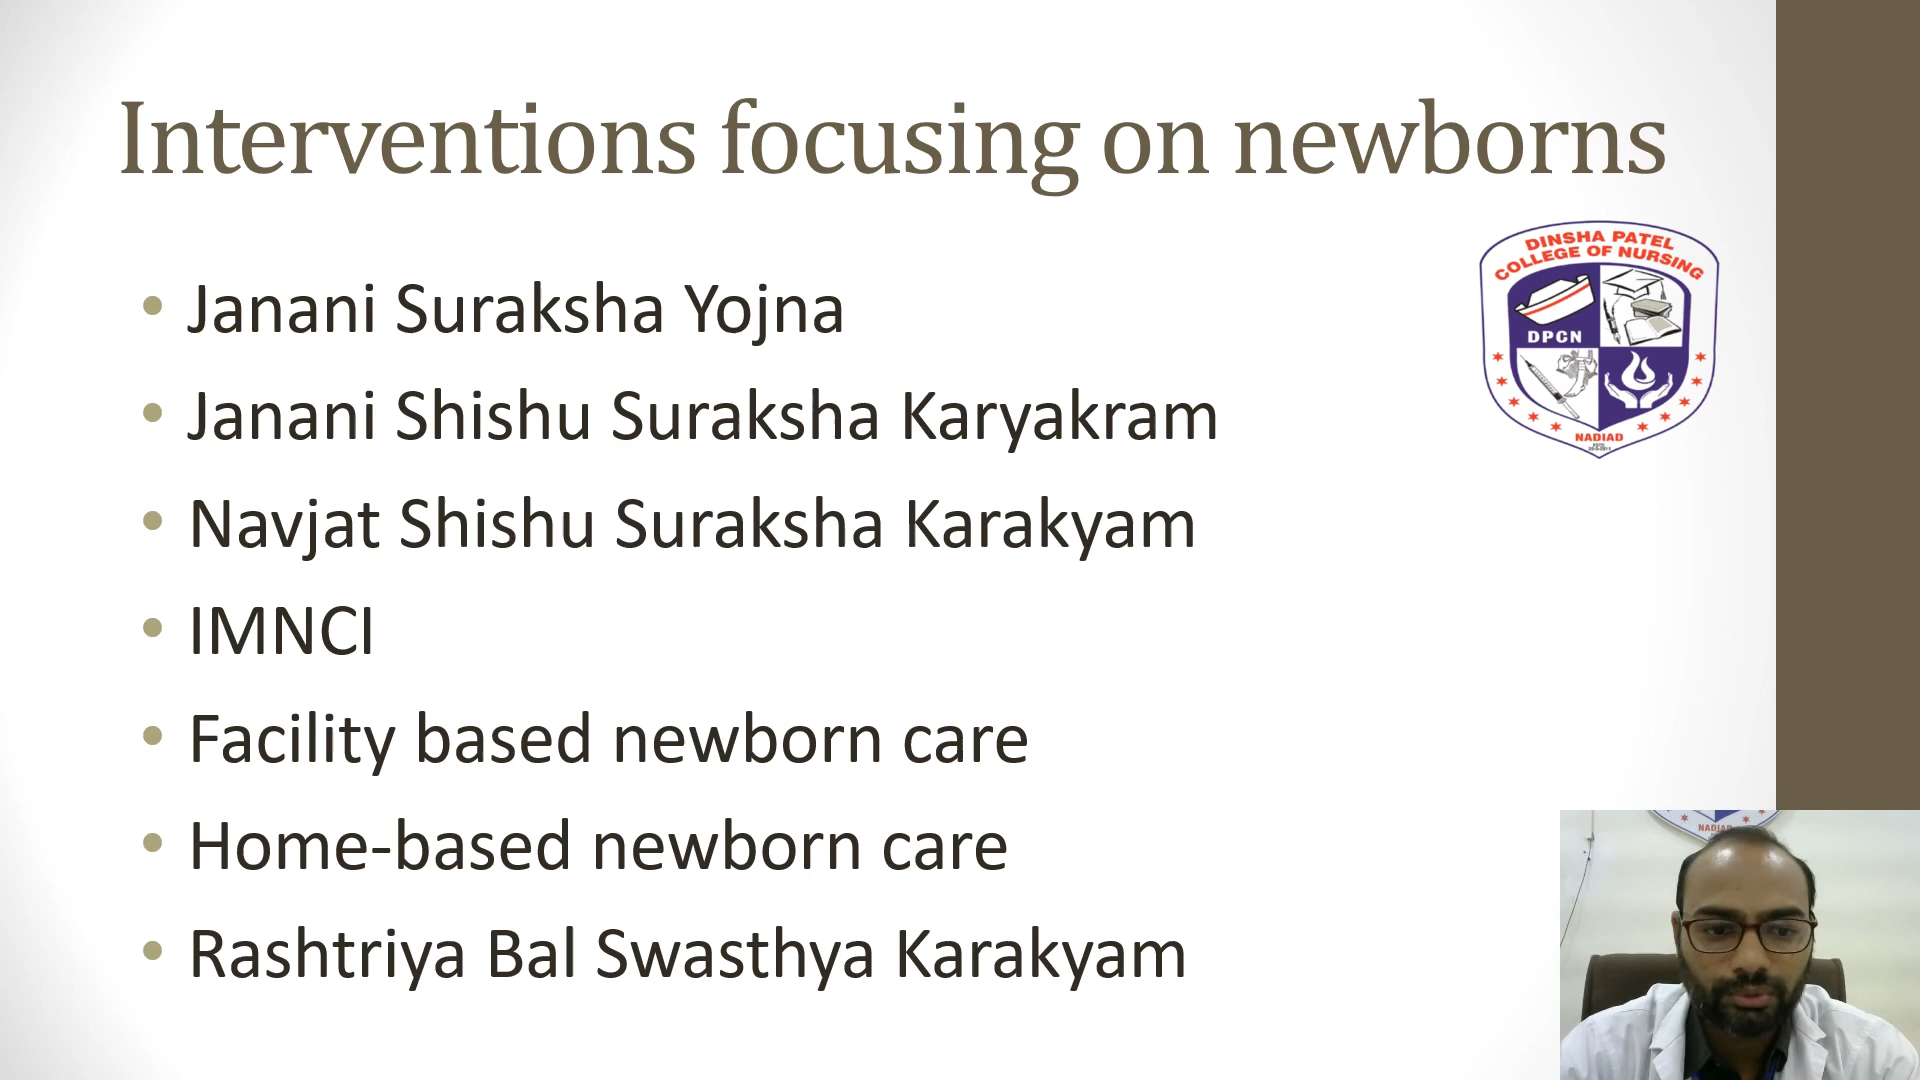 Interventions focusing on newborns
DINSHA PATEL
COLLEGE OF NURSING
DPCN
NADIAD
• Janani Suraksha Yojna
• Janani Shishu Suraksha Karyakram
• Navjat Shishu Suraksha Karakyam
• IMNCI
• Facility based newborn care
• Home-based newborn care
• Rashtriya Bal Swasthya Karakyam
NADIAD